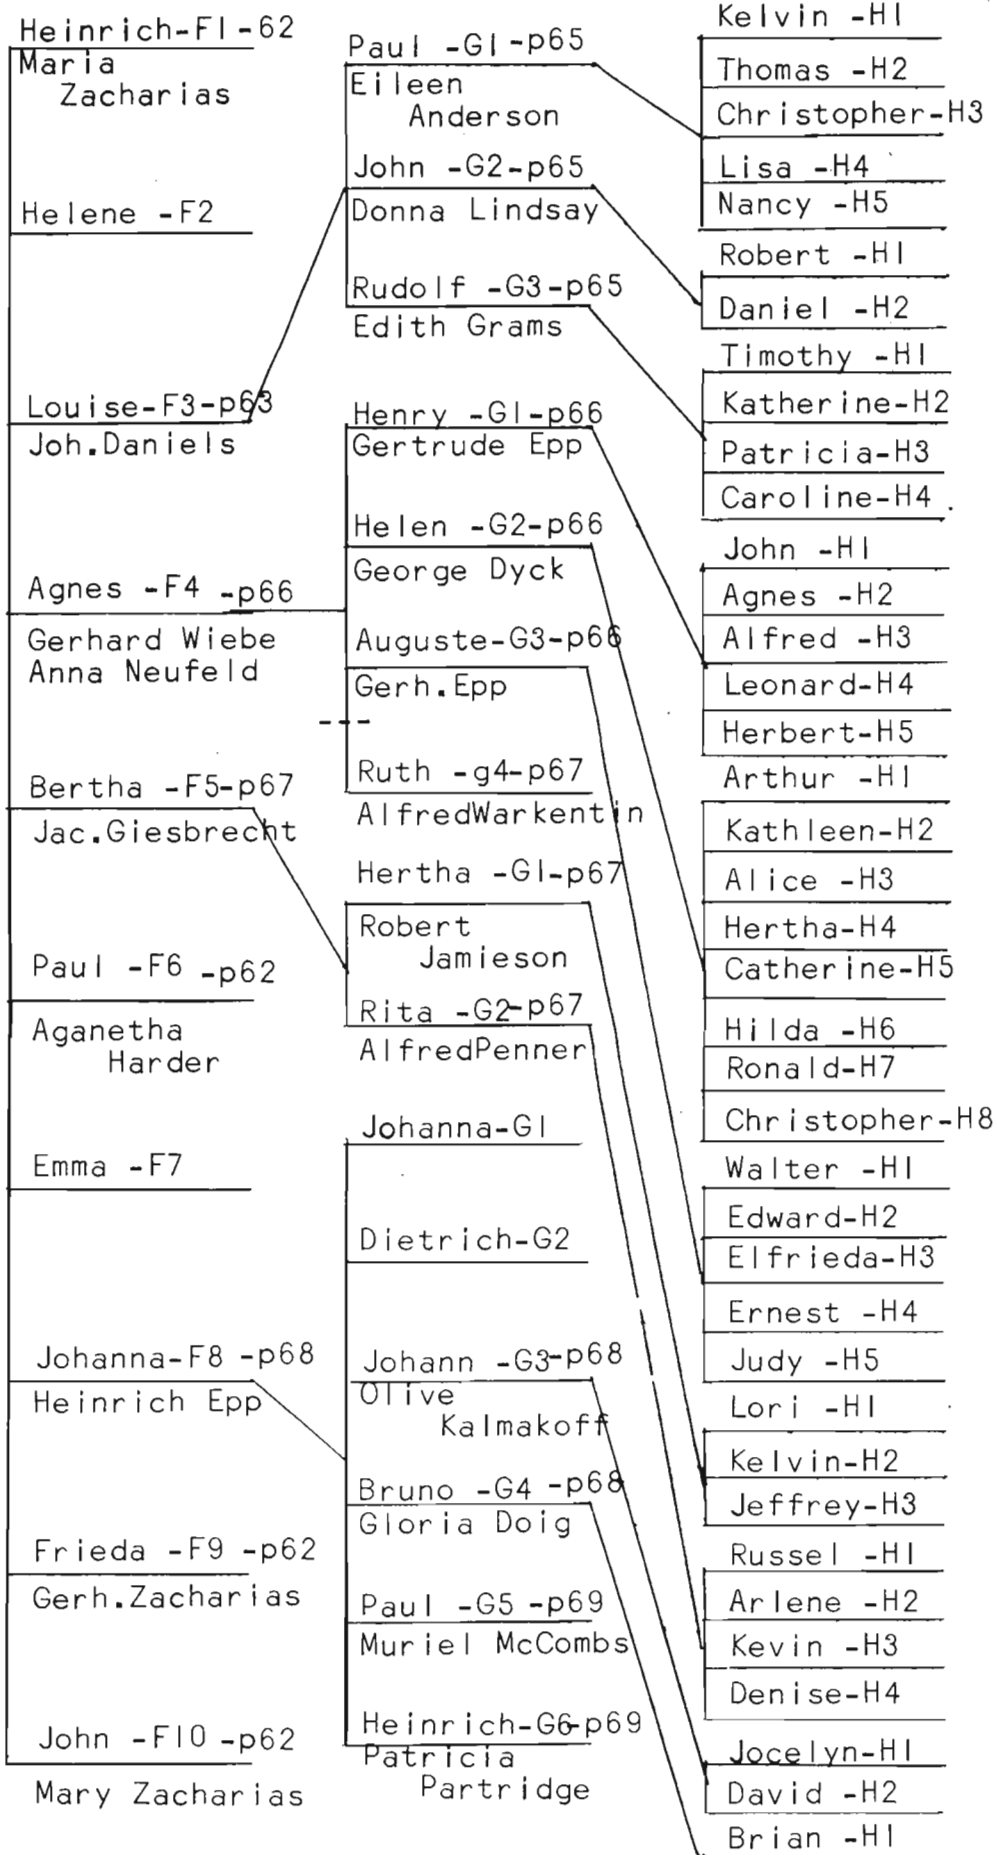 Heinrich-F1-62
Maria
Zacharias
Helene -F2
Louise-F3-p63
Joh.Daniels
Agnes -F4 -p66
Gerhard Wiebe
Anna Neufeld
Bertha -F5-p67
Jac.Giesbrecht
Paul -F6 -p62
Aganetha
Harder
Emma -F7
Johanna-F8 -p68
Heinrich Epp
Frieda -F9 -p62
Gerh.Zacharias
John -F10 -p62
Mary Zacharias
Paul -G1-p65
Eileen
Anderson
John -G2-p65
Donna Lindsay
Rudolf -G3-p65
Edith Grams
Henry -G1-p66
Gertrude Epp
Helen -G2-p66
George Dyck
Auguste-G3-p66
Gerh.Epp
---
Ruth -g4-p67
AlfredWarkentin
Hertha -G1-p67
Robert
Jamieson
Rita -G2-p67
AlfredPenner
Johanna-G1
Dietrich-G2
Johann -G3-p68
Olive
Kalmakoff
Bruno -G4 -p68
Gloria Doig
Paul -G5 -p69
Muriel McCombs
Heinrich-G6-p69
Patricia
Partridge
Kelvin -H1
Thomas -H2
Christopher-H3
Lisa -H4
Nancy -H5
Robert -H1
Daniel -H2
Timothy -H1
Katherine-H2
Patricia-H3
Caroline-H4
John -H1
Agnes -H2
Alfred -H3
Leonard-H4
Herbert-H5
Arthur -H1
Kathleen-H2
Alice -H3
Hertha-H4
Catherine-H5
Hilda -H6
Ronald-H7
Christopher-H8
Walter -H1
Edward-H2
Elfrieda-H3
Ernest -H4
Judy -H5
Lori -H1
Kelvin-H2
Jeffrey-H3
Russel -H1
Arlene -H2
Kevin -H3
Denise-H4
Jocelyn-H1
David -H2
Brian -H1